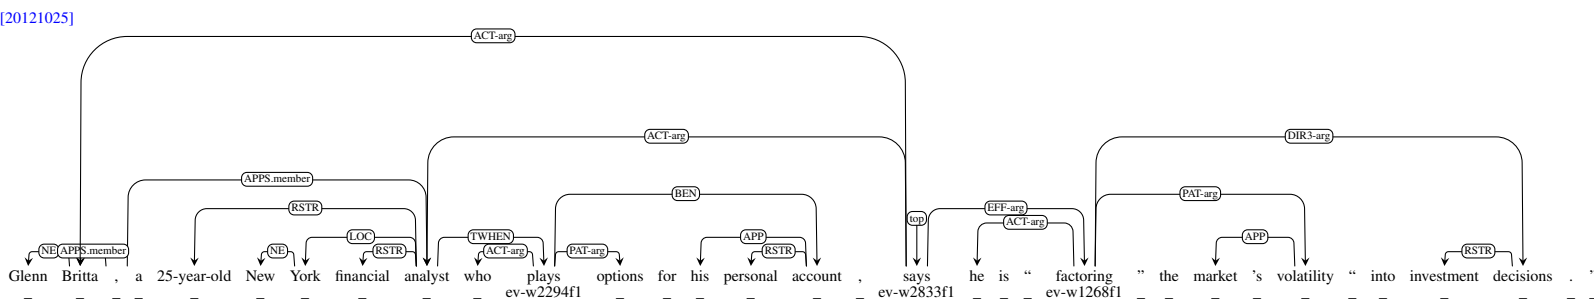 [20121025]
ACT-arg
ACT-arg DIR3-arg
APPS.member BEN PAT-arg
RSTR top EFF-arg
ACT-arg
LOC TWHEN APP APP
NE APPS.member NE RSTR ACT-arg PAT-arg RSTR RSTR
Glenn Britta , a 25-year-old New York financial analyst who plays options for his personal account , says he is “ factoring ” the market 's volatility “ into investment decisions . ’
_ _ _ _ _ _ _ _ _ _ ev-w2294f1 _ _ _ _ _ _ ev-w2833f1 _ _ _ ev-w1268f1 _ _ _ _ _ _ _ _ _ _ _